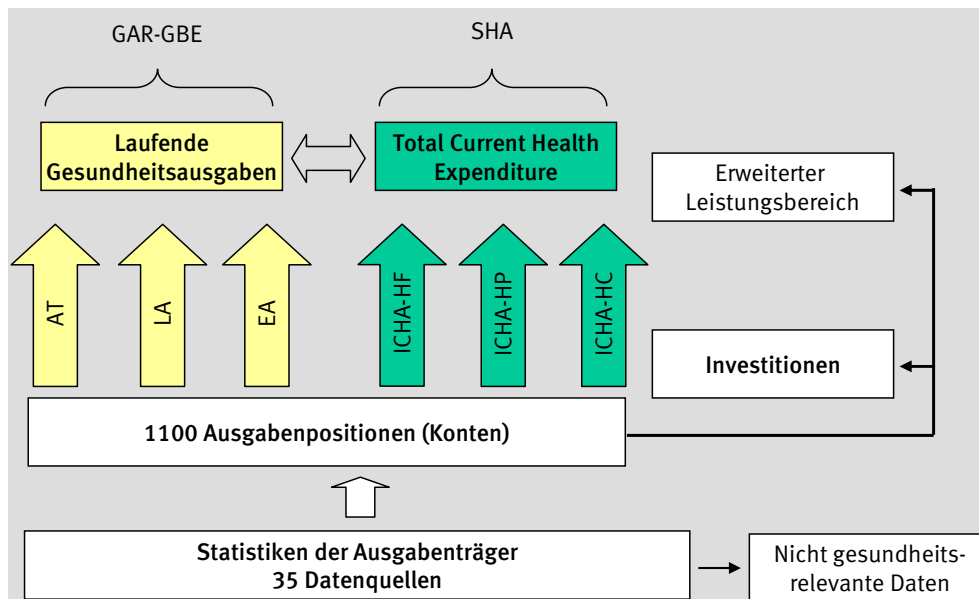 GAR-GBE
SHA
Laufende
Gesundheitsausgaben
Total Current Health
Expenditure
Erweiterter
Leistungsbereich
AT
LA
EA
ICHA-HF
ICHA-HP
ICHA-HC
Investitionen
1100 Ausgabenpositionen (Konten)
Statistiken der Ausgabenträger
35 Datenquellen
Nicht gesundheits-
relevante Daten